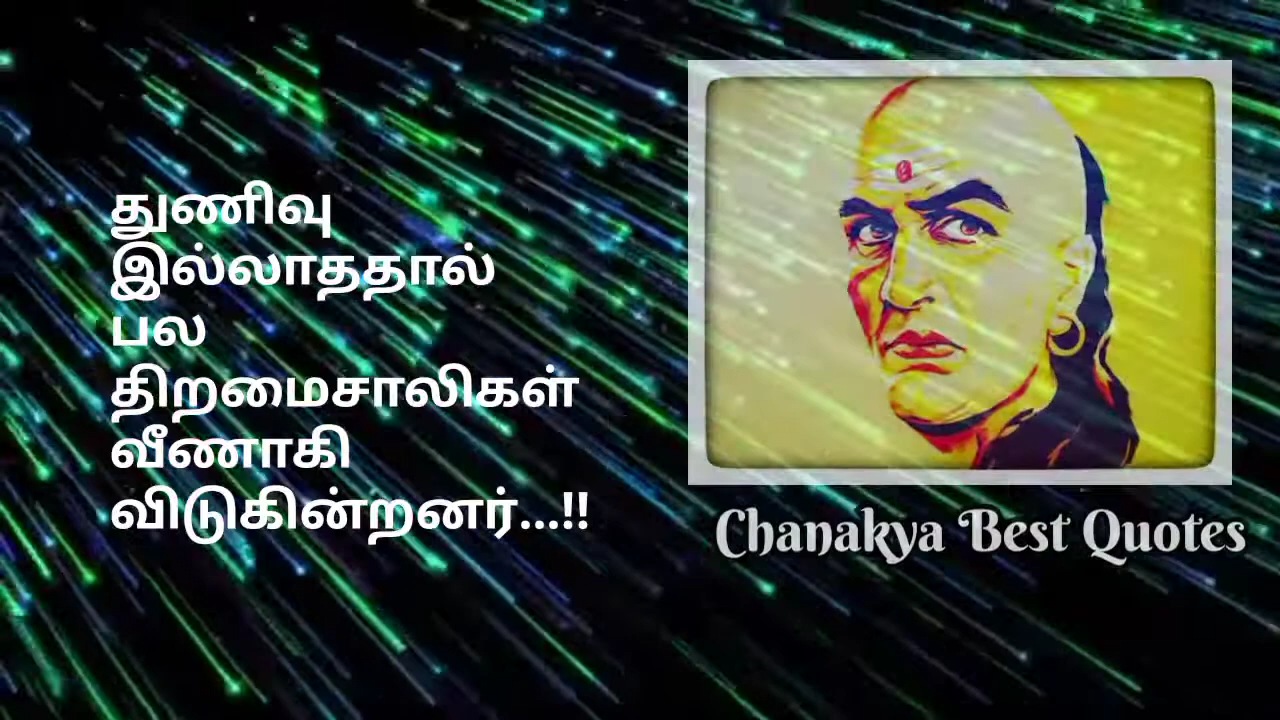 துணிவு
இல்லாததால்
பல
திறமைசாலிகள்
வீணாகி
விடுகின்றனர்...!!
Chanakya Best Quotes